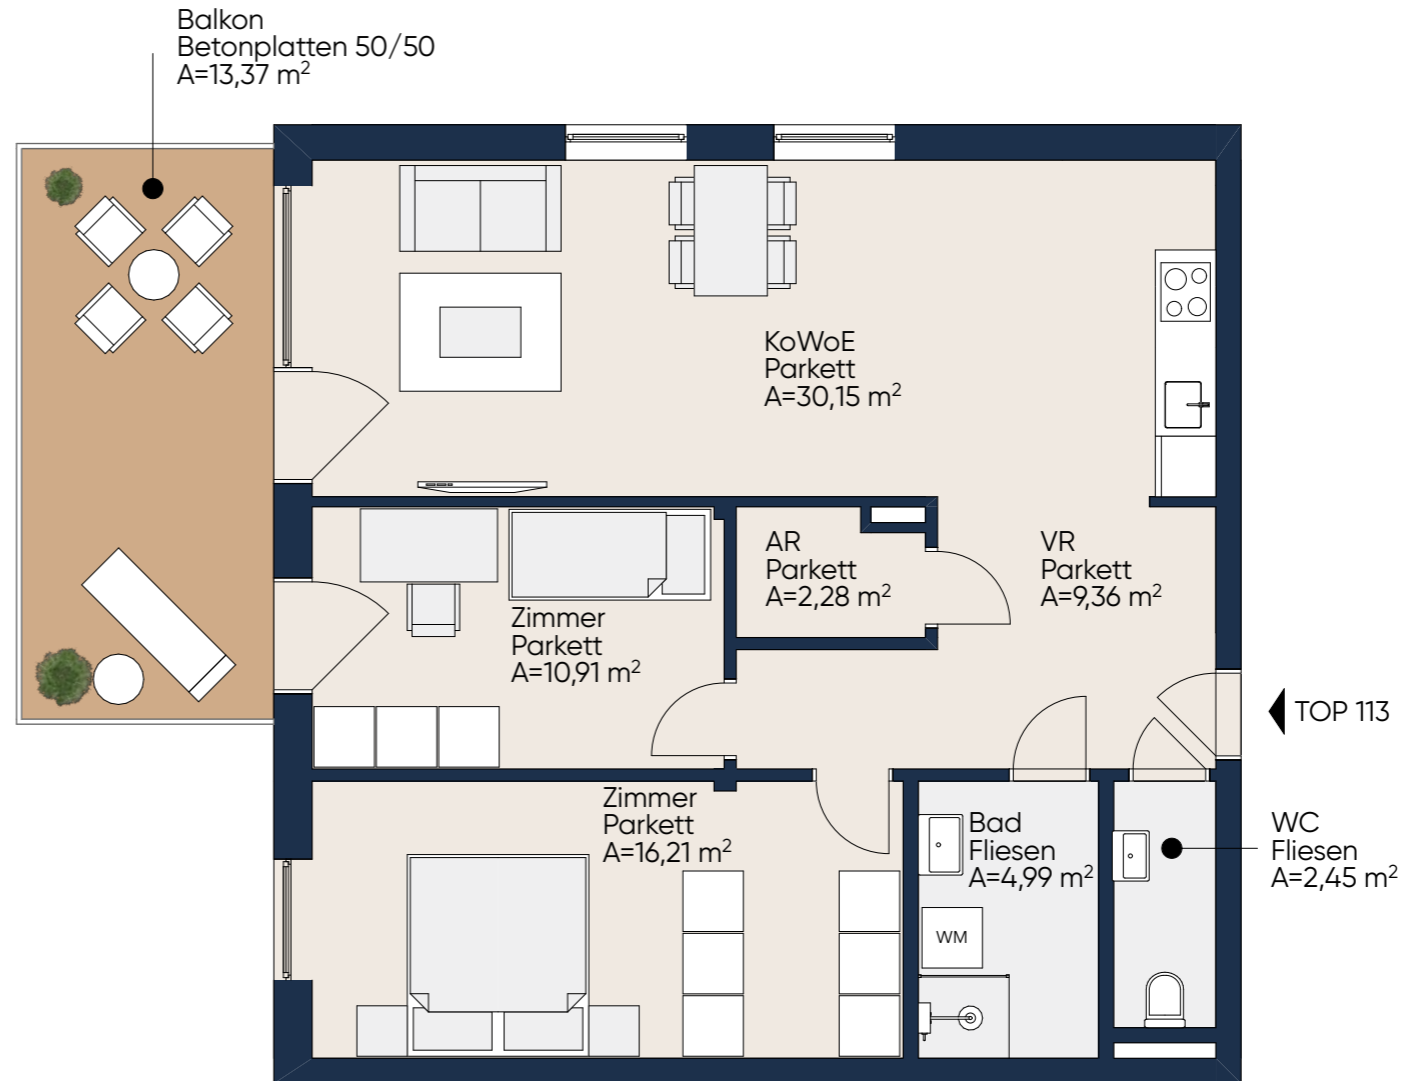 Balkon
Betonplatten 50/50
A=13,37 m²
KoWoE
Parkett
A=30,15 m²
AR
Parkett
A=2,28 m²
VR
Parkett
A=9,36 m²
Zimmer
Parkett
A=10,91 m²
TOP 113
Zimmer
Parkett
A=16,21 m²
Bad
Fliesen
A=4,99 m²
WC
Fliesen
A=2,45 m²
WM